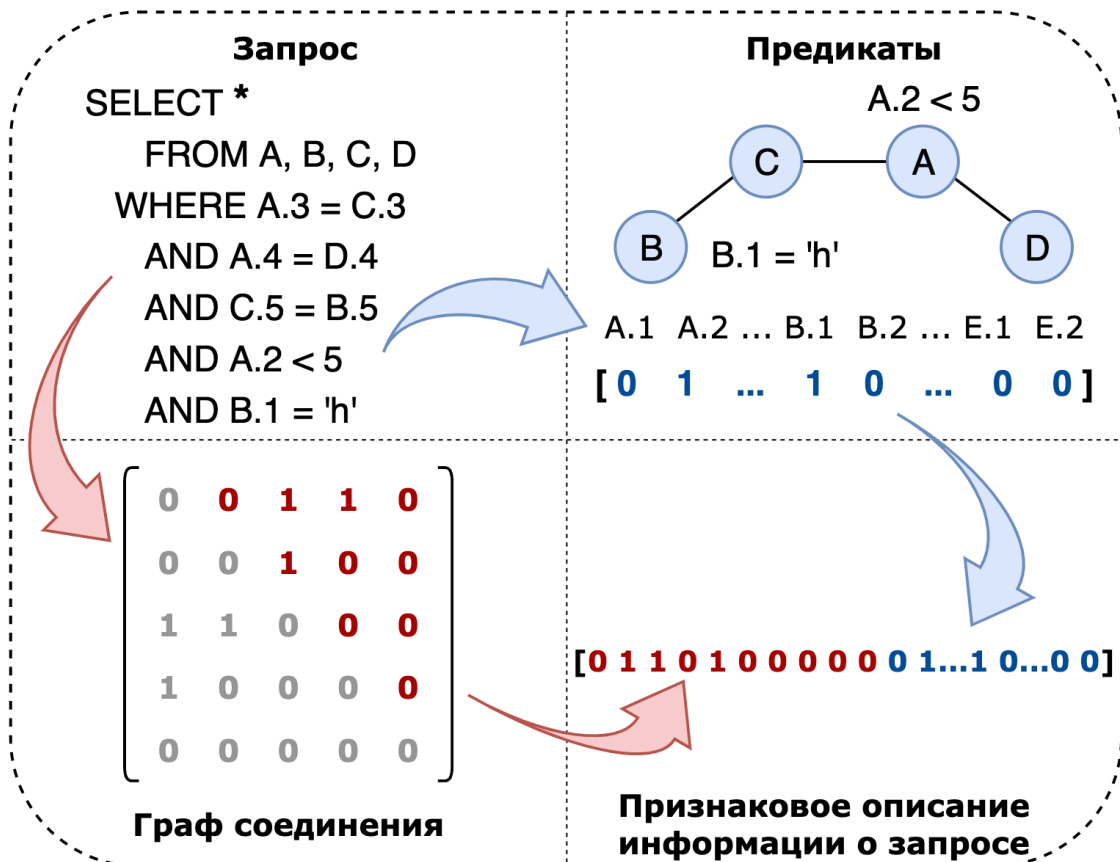 Запрос
SELECT *
FROM A, B, C, D
WHERE A.3 = C.3
AND A.4 = D.4
AND C.5 = B.5
AND A.2 < 5
AND B.1 = 'h'
Предикаты
A.2 < 5
C A
B D
B.1 = 'h'
A.1 A.2 ... B.1 B.2 ... E.1 E.2
[ 0 1 ... 1 0 ... 0 0 ]
0 0 1 1 0
0 0 1 0 0
1 1 0 0 0
1 0 0 0 0
0 0 0 0 0
Граф соединения
[0 1 1 0 1 0 0 0 0 0 0 1...1 0...0 0]
Признаковое описание
информации о запросе